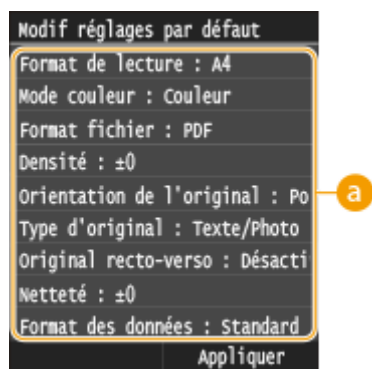 Modif réglages par défaut
Format de lecture : A4
Mode couleur : Couleur
Format fichier : PDF
Densité : ±0
Orientation de l'original : Po
a
Type d'original : Texte/Photo
Original recto-verso : Désacti
Netteté : ±0
Format des données : Standard
Appliquer